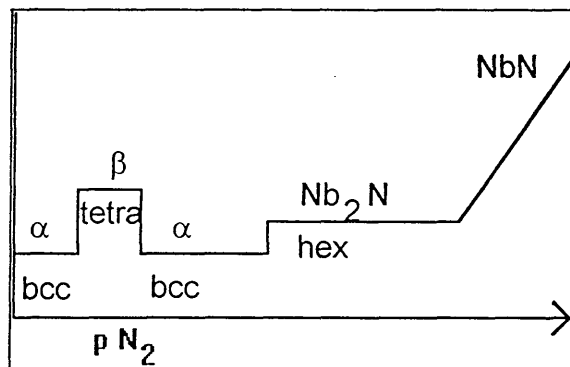 NbN
β
Nb₂N
tetra
α α
hex
bcc bcc
p N₂